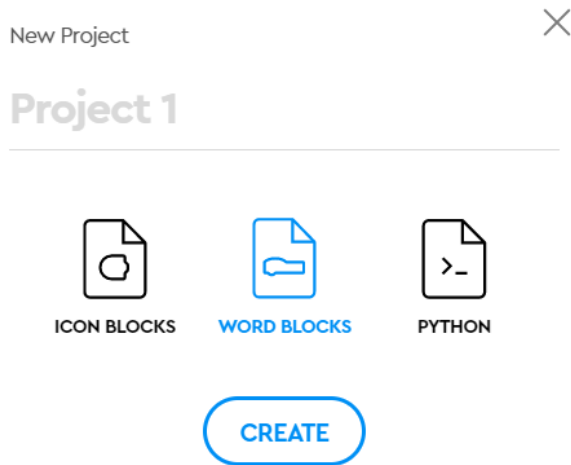 New Project
Project 1
ICON BLOCKS
WORD BLOCKS
PYTHON
CREATE